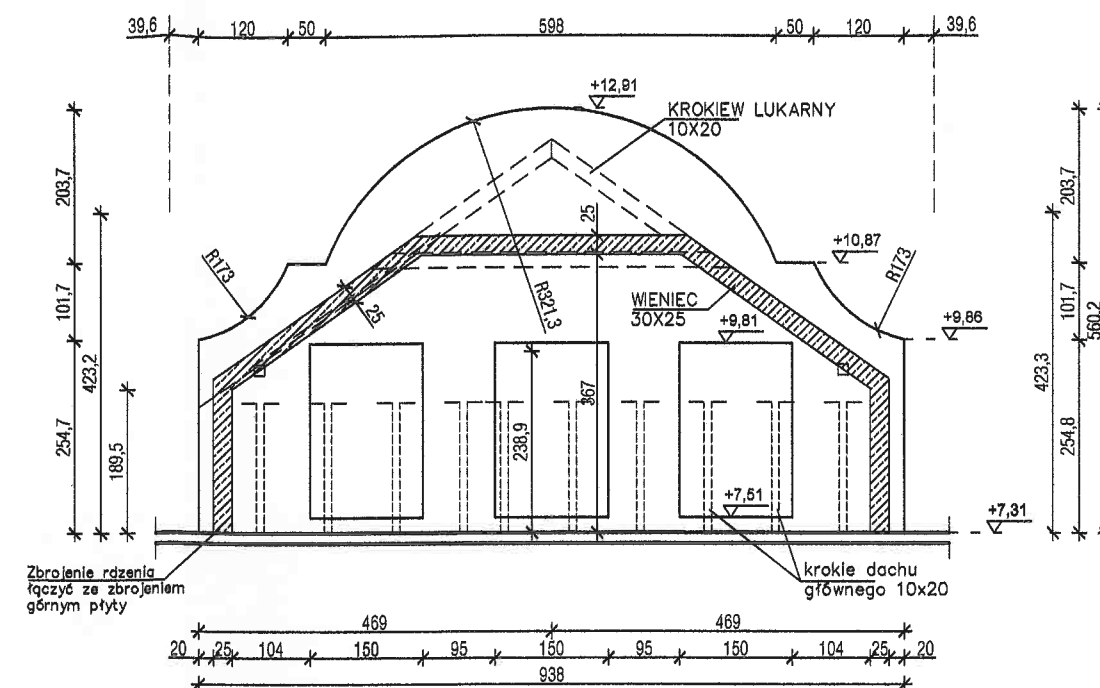 39,6 120 50 598 50 120 39,6
+12,91
KROKIEW LUKARNY
10X20
203,7
203,7
25
R173
+10,87
R173
R321,3
101,7
25
WIENIEC
30X25
+9,81
+9,86
101,7
560,2
423,2
423,3
367
254,7
189,5
238,9
254,8
+7,51
+7,31
Zbrojenie rdzenia
łączyć ze zbrojeniem
górnym płyty
krokie dachu
głównego 10x20
469 469
20 25 104 150 95 150 95 150 104 25 20
938